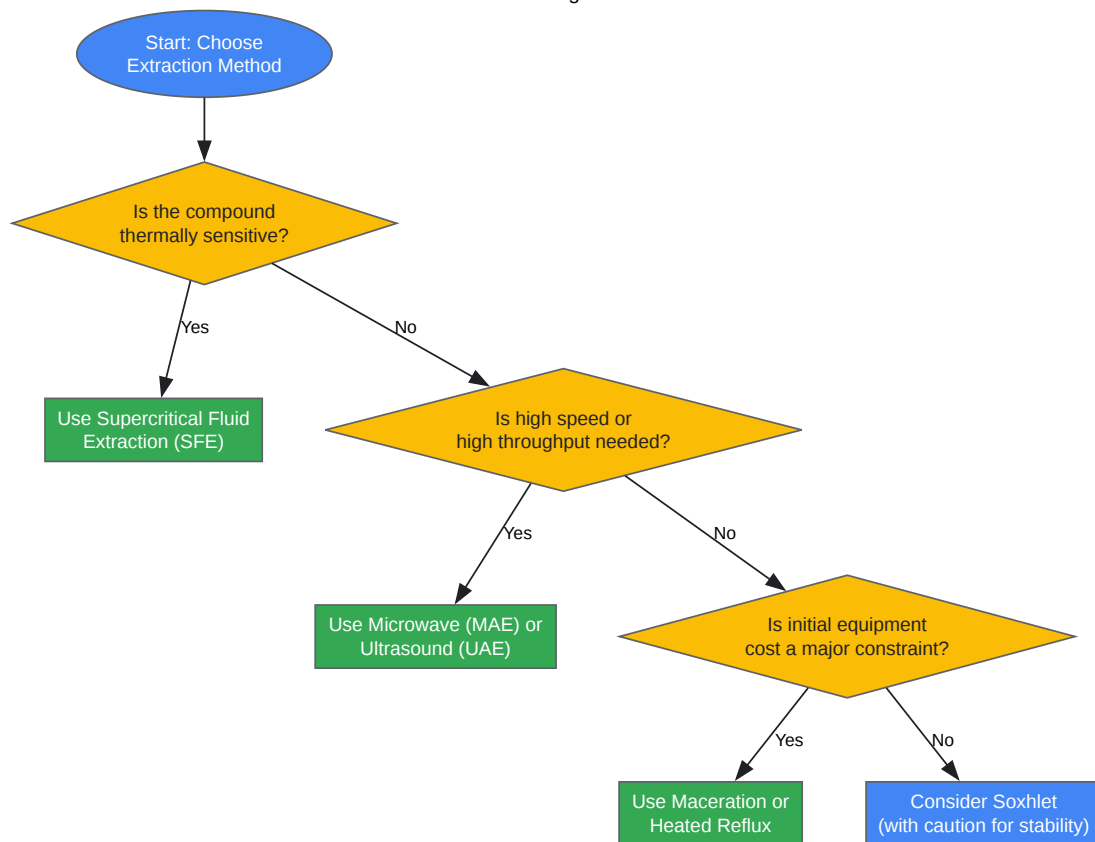 Start: Choose
Extraction Method
Is the compound
thermally sensitive?
Yes
No
Use Supercritical Fluid
Extraction (SFE)
Is high speed or
high throughput needed?
Yes
No
Use Microwave (MAE) or
Ultrasound (UAE)
Is initial equipment
cost a major constraint?
Yes
No
Use Maceration or
Heated Reflux
Consider Soxhlet
(with caution for stability)